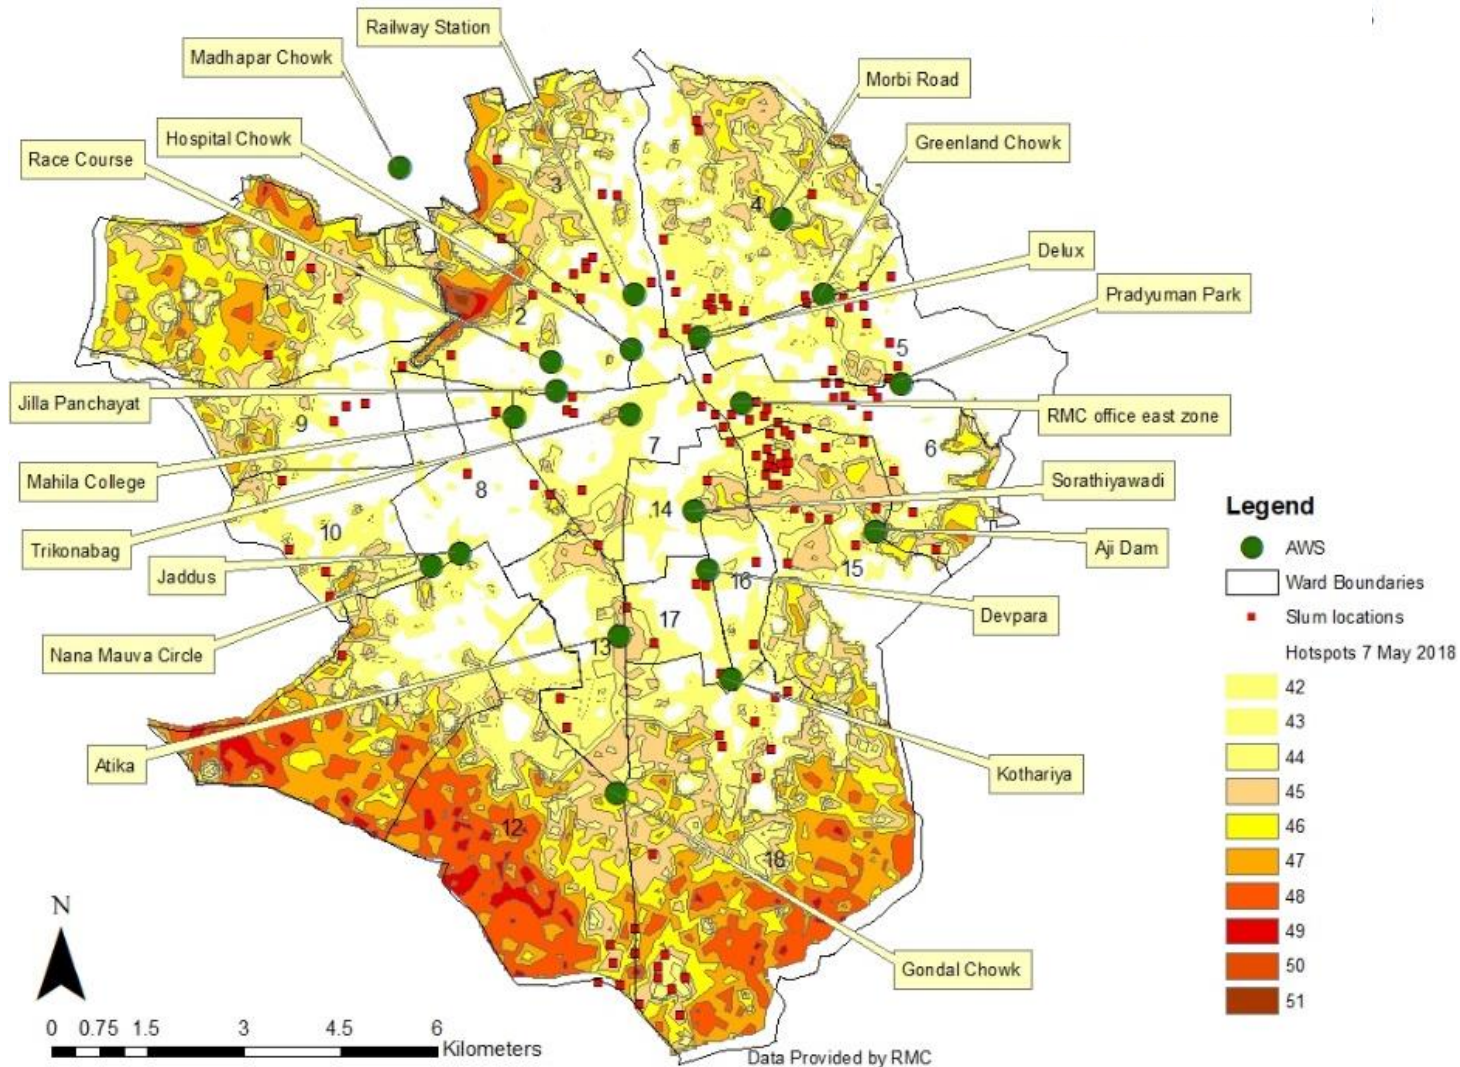 Railway Station
Madhapar Chowk
Morbi Road
Hospital Chowk
Greenland Chowk
Race Course
3
4
Delux
Pradyuman Park
1
2
5
Jilla Panchayat
RMC office east zone
9
7
6
Mahila College
8
Sorathiyawadi
14
Trikonabag
10
Aji Dam
Jaddus
15
16
Devpara
17
Nana Mauva Circle
13
11
Atika
Kothariya
12
18
Gondal Chowk
Legend
AWS
Ward Boundaries
Slum locations
Hotspots 7 May 2018
42
43
44
45
46
47
48
49
50
51
N
0 0.75 1.5 3 4.5 6
Kilometers
Data Provided by RMC